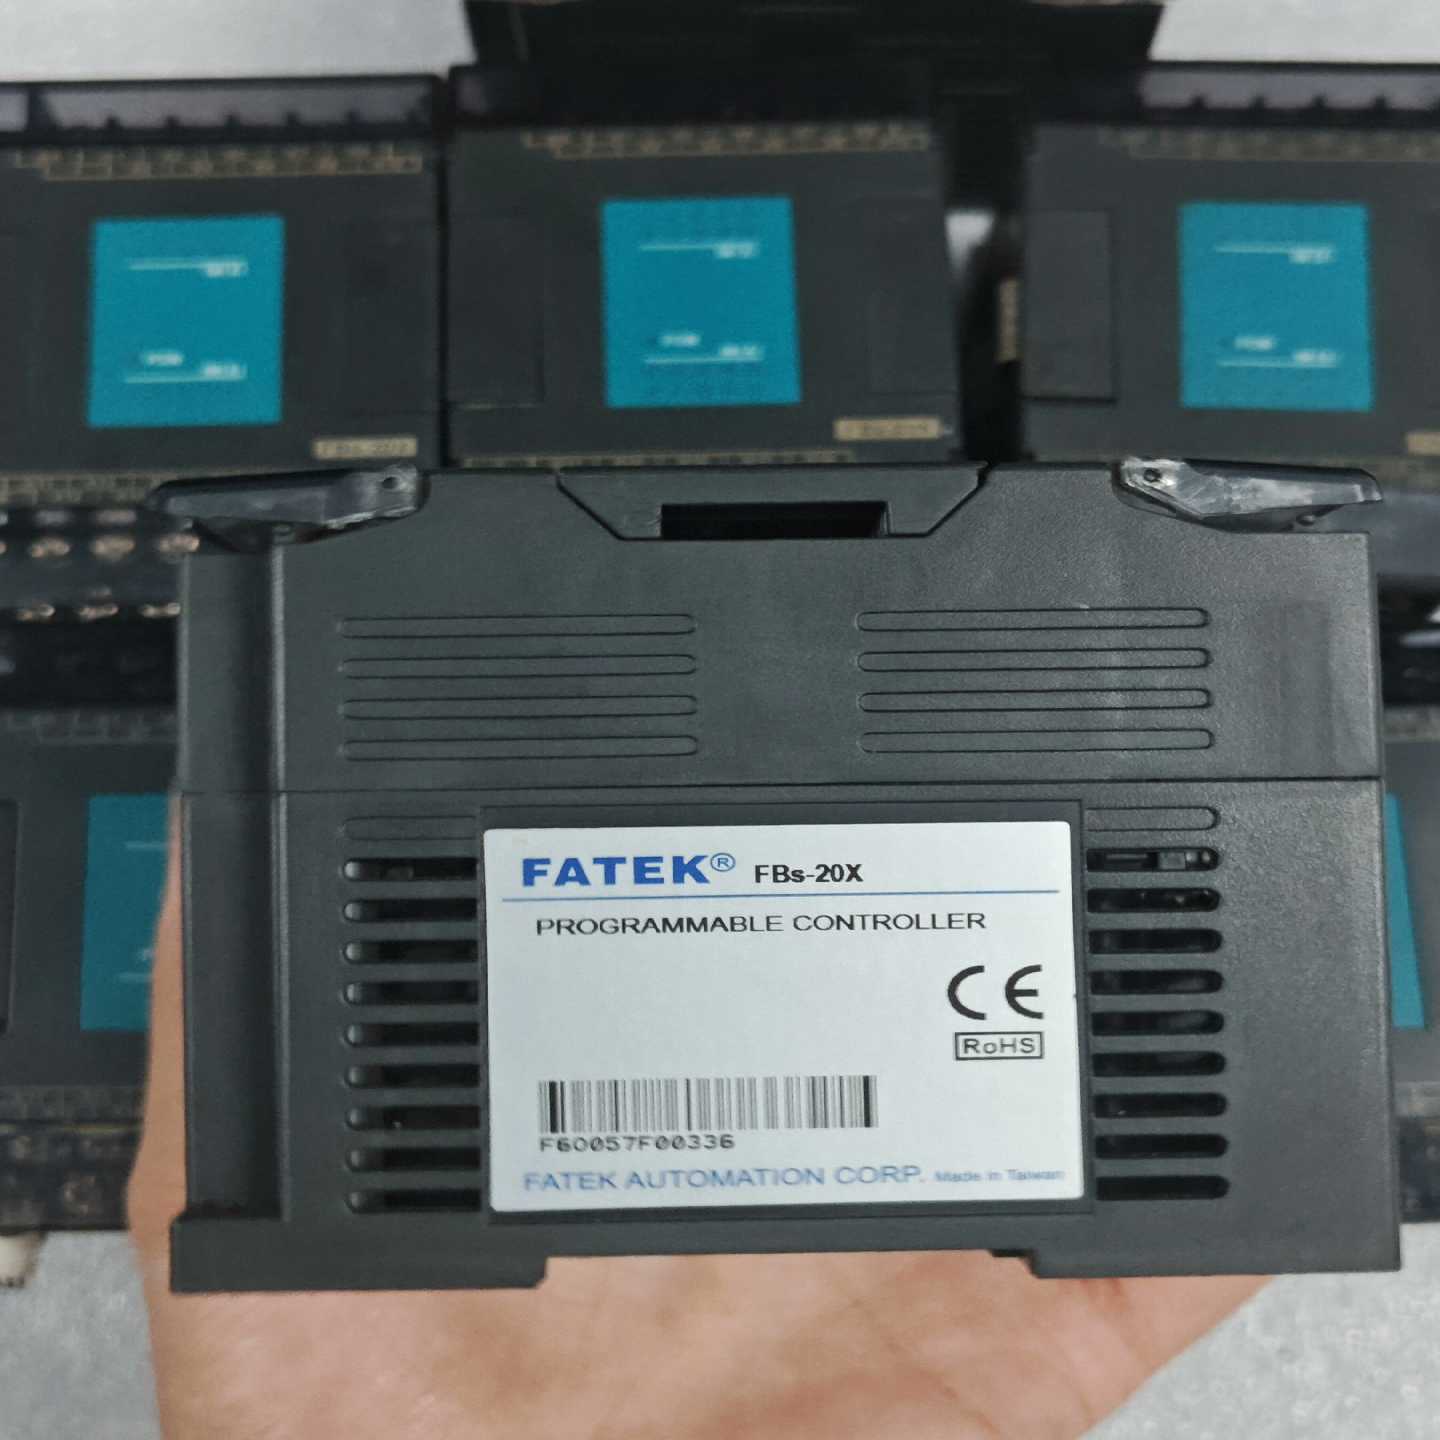 FATEK® FBs-20X
PROGRAMMABLE CONTROLLER
CE
RoHS
F60057F00336
FATEK AUTOMATION CORP. Made in Taiwan